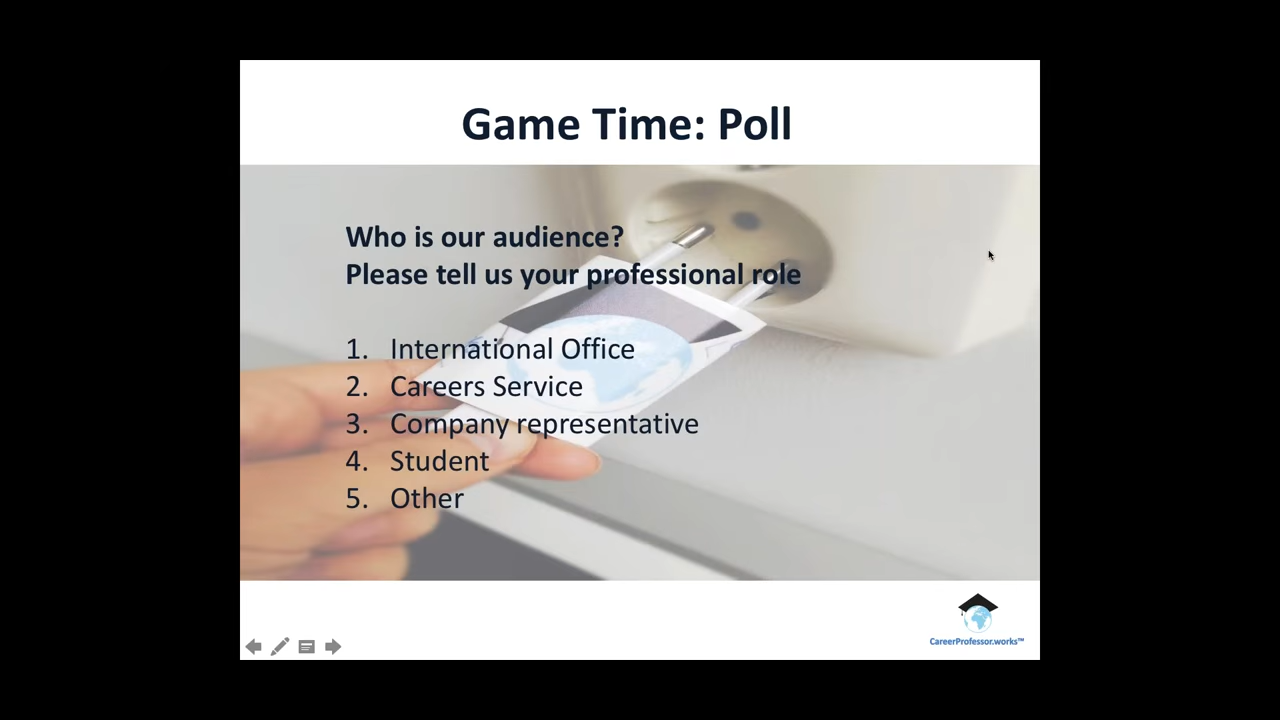 Game Time: Poll
Who is our audience?
Please tell us your professional role
1. International Office
2. Careers Service
3. Company representative
4. Student
5. Other
CareerProfessor.works™